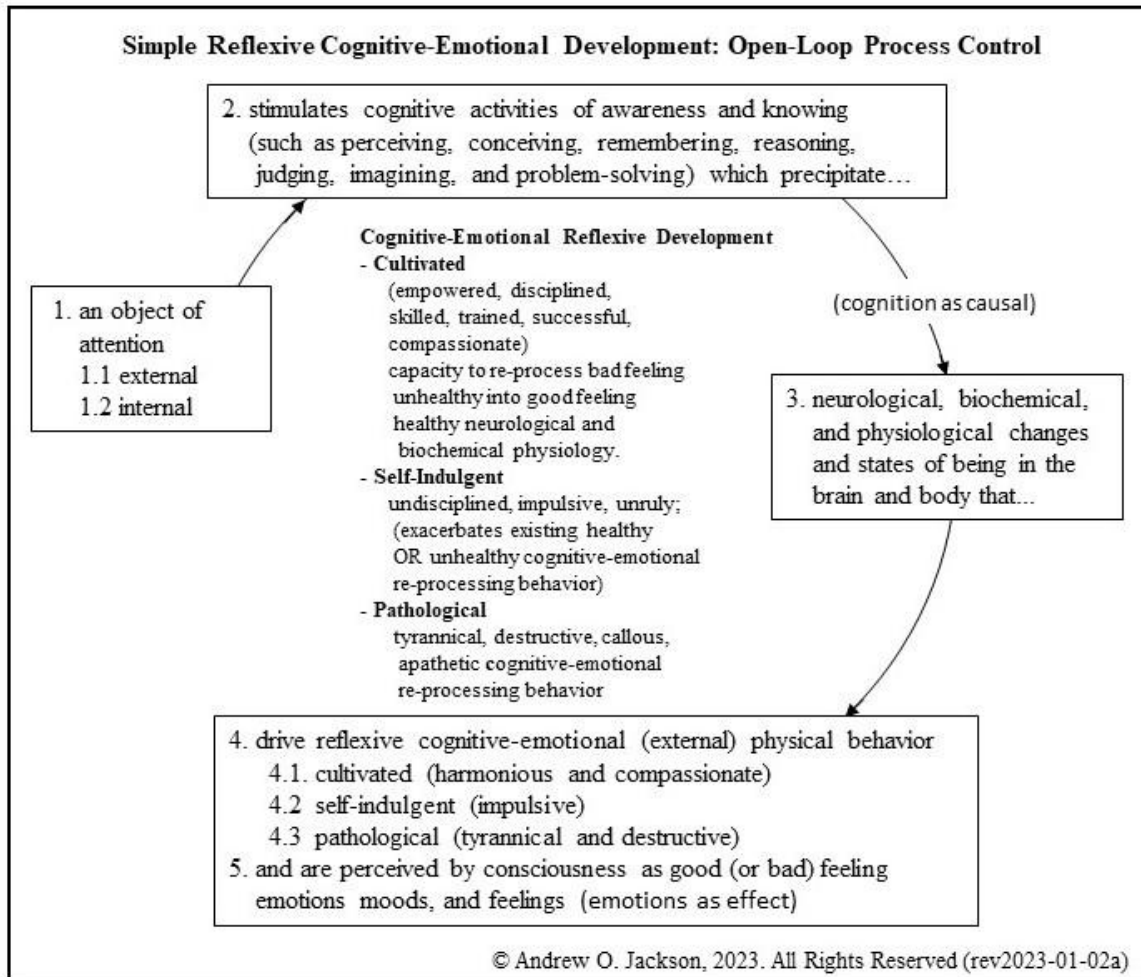 Simple Reflexive Cognitive-Emotional Development: Open-Loop Process Control
2. stimulates cognitive activities of awareness and knowing
(such as perceiving, conceiving, remembering, reasoning,
judging, imagining, and problem-solving) which precipitate…
1. an object of
attention
1.1 external
1.2 internal
Cognitive-Emotional Reflexive Development
- Cultivated
(empowered, disciplined,
skilled, trained, successful,
compassionate)
capacity to re-process bad feeling
unhealthy into good feeling
healthy neurological and
biochemical physiology.
- Self-Indulgent
undisciplined, impulsive, unruly;
(exacerbates existing healthy
OR unhealthy cognitive-emotional
re-processing behavior)
- Pathological
tyrannical, destructive, callous,
apathetic cognitive-emotional
re-processing behavior
(cognition as causal)
3. neurological, biochemical,
and physiological changes
and states of being in the
brain and body that...
4. drive reflexive cognitive-emotional (external) physical behavior
4.1. cultivated (harmonious and compassionate)
4.2 self-indulgent (impulsive)
4.3 pathological (tyrannical and destructive)
5. and are perceived by consciousness as good (or bad) feeling
emotions moods, and feelings (emotions as effect)
© Andrew O. Jackson, 2023. All Rights Reserved (rev2023-01-02a)